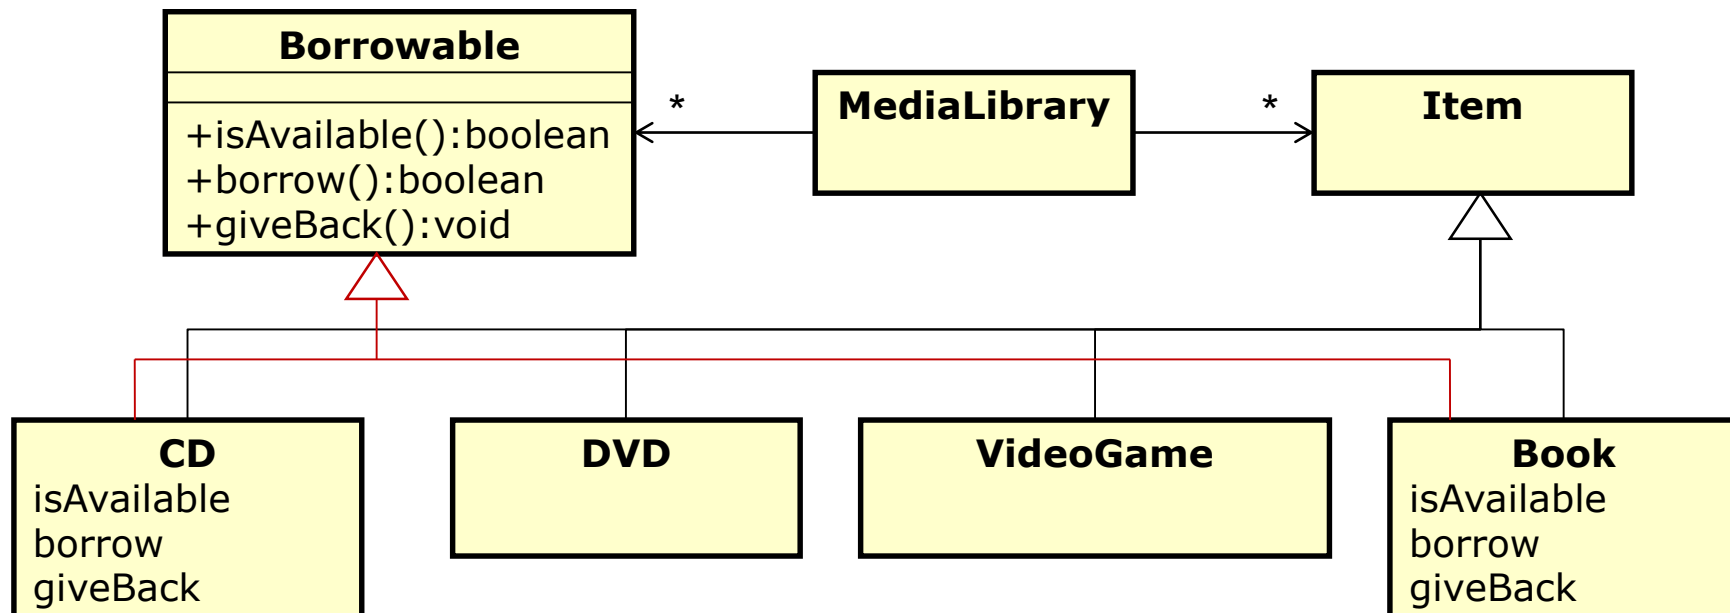 Borrowable
+isAvailable():boolean
+borrow():boolean
+giveBack():void
*
MediaLibrary
*
Item
CD
isAvailable
borrow
giveBack
DVD
VideoGame
Book
isAvailable
borrow
giveBack